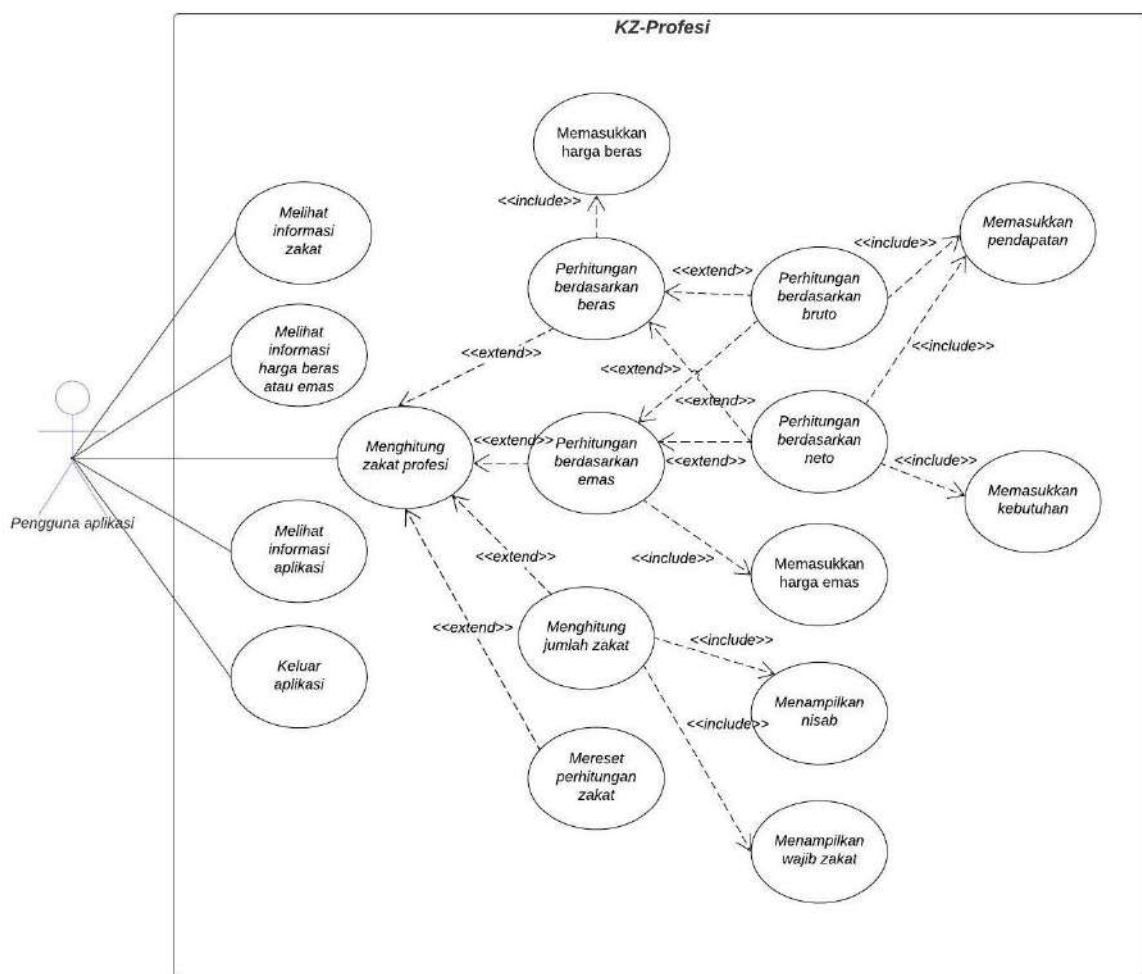 KZ-Profesi
Memasukkan
harga beras
<<include>>
Melihat
informasi
zakat
Memasukkan
pendapatan
<<include>>
Perhitungan
berdasarkan
beras
<<extend>>
Perhitungan
berdasarkan
bruto
Melihat
informasi
harga beras
atau emas
<<extend>>
<<include>>
<<extend>>
<<extend>>
Menghitung
zakat profesi
<<extend>>
Perhitungan
berdasarkan
emas
<<extend>>
Perhitungan
berdasarkan
neto
<<include>>
Memasukkan
kebutuhan
Pengguna aplikasi
Melihat
informasi
aplikasi
<<extend>>
<<include>>
Memasukkan
harga emas
<<extend>>
Menghitung
jumlah zakat
<<include>>
Keluar
aplikasi
Menampilkan
nisab
<<include>>
Mereset
perhitungan
zakat
Menampilkan
wajib zakat